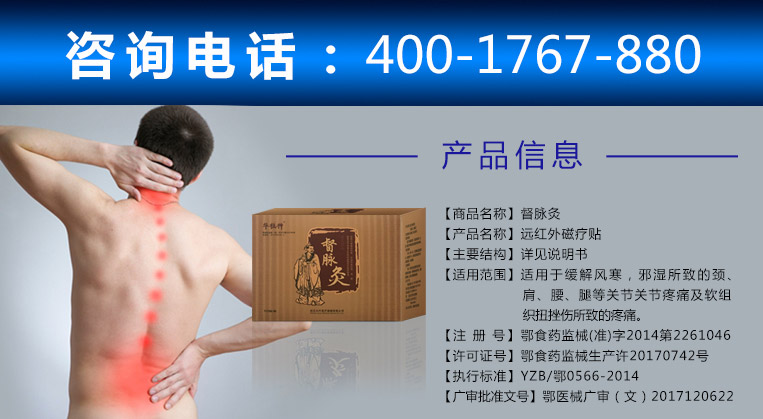 咨询电话：400-1767-880
产品信息
【商品名称】督脉灸
【产品名称】远红外磁疗贴
【主要结构】详见说明书
【适用范围】适用于缓解风寒，邪湿所致的颈、
肩、腰、腿等关节关节疼痛及软组
织扭挫伤所致的疼痛。
【注 册 号】鄂食药监械(准)字2014第2261046
【许可证号】鄂食药监械生产许20170742号
【执行标准】YZB/鄂0566-2014
【广审批准文号】鄂医械广审（文）2017120622
督脉灸